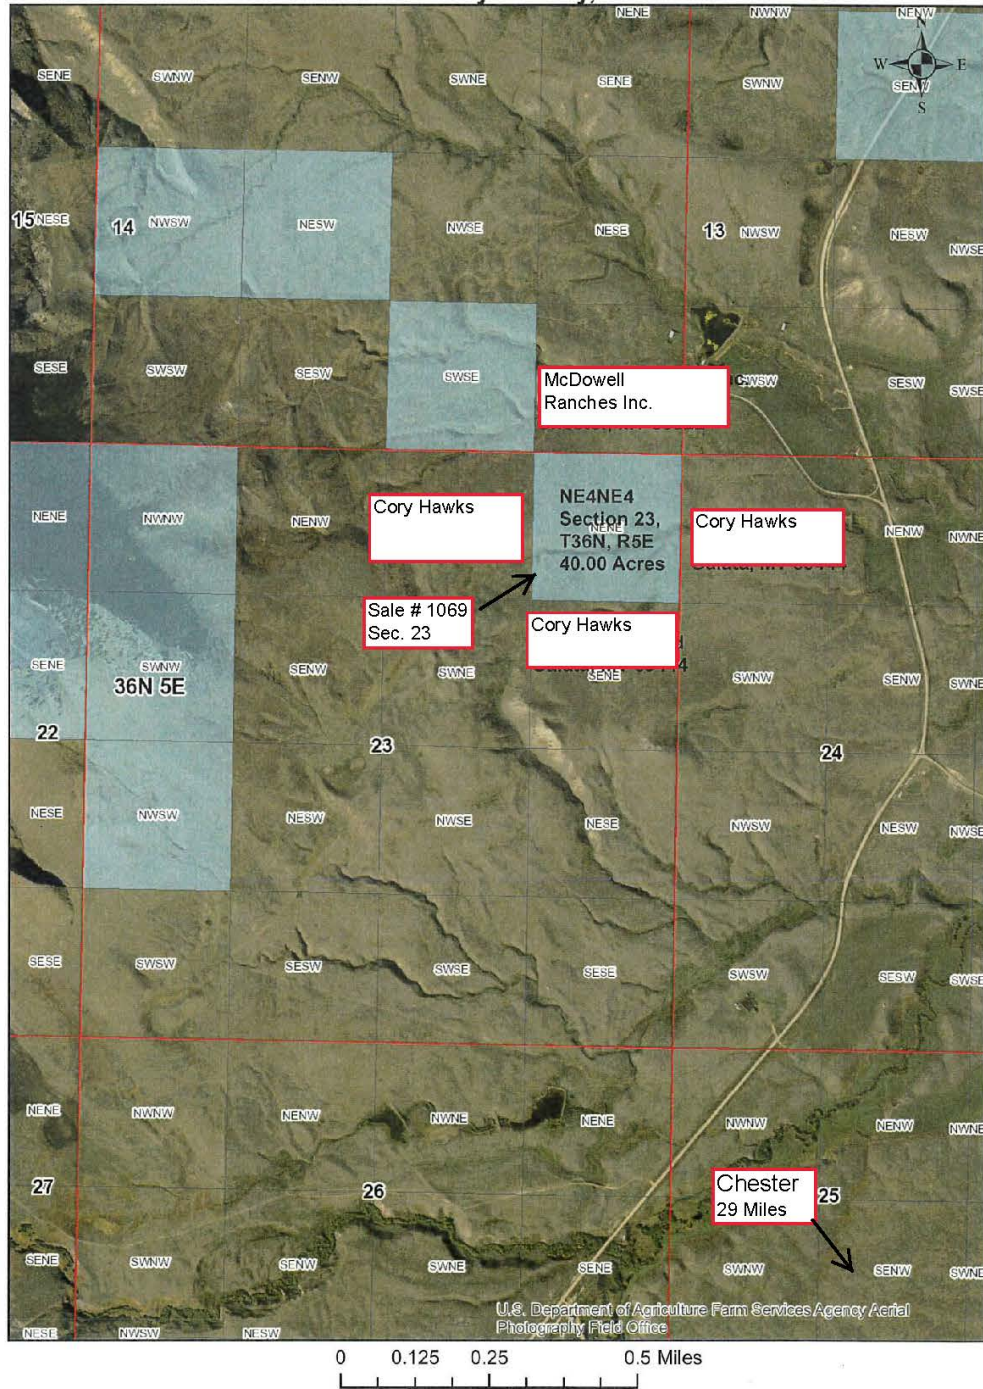 NENE NWNW NENW
N
W E
S
SENE SWNW SENW SWNE SENE SWNW SENW
15 NESE 14 NWSW NESW NWSE NESE 13 NWSW NESW NWSE
SESE SWSW SESW SWSE SWSW SESW SWSE
McDowell
Ranches Inc.
NENE NWNW NENW NENW NWNE
Cory Hawks
NE4NE4
Section 23,
T36N, R5E
40.00 Acres
NENE
Cory Hawks
Sale # 1069
Sec. 23
Cory Hawks
SENE SWNW SENW SWNE SENE SWNW SENW SWNE
36N 5E
22 23 24
NESE NWSW NESW NWSE NESE NWSW NESW NWSE
SESE SWSW SESW SWSE SESE SWSW SESW SWSE
NENE NWNW NENW NWNE NENE NWNW NENW NWNE
27 26 25
Chester
29 Miles
SENE SWNW SENW SWNE SENE SWNW SENW SWNE
U.S. Department of Agriculture Farm Services Agency Aerial
Photography Field Office
NESE NWSW NESW
0 0.125 0.25 0.5 Miles